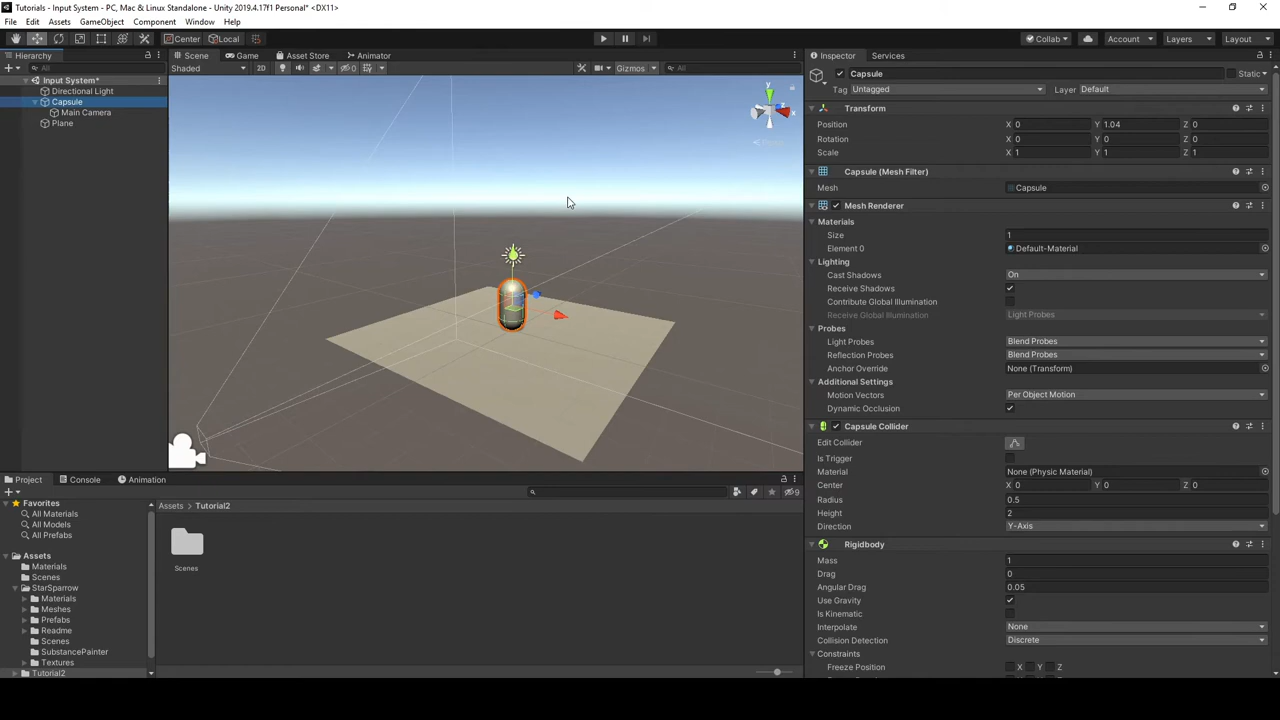 Tutorials - Input System - PC, Mac & Linux Standalone - Unity 2019.4.17f1 Personal* <DX11>
File Edit Assets GameObject Component Window Help
Center Local Collab Account Layers Layout
Hierarchy
All
Input System*
Directional Light
Capsule
Main Camera
Plane
Scene Game Asset Store Animator
Shaded 2D 0 Gizmos All
y
z
x
Persp
Inspector Services
Capsule Static
Tag Untagged Layer Default
Transform
Position X 0 Y 1.04 Z 0
Rotation X 0 Y 0 Z 0
Scale X 1 Y 1 Z 1
Capsule (Mesh Filter)
Mesh Capsule
Mesh Renderer
Materials
Size 1
Element 0 Default-Material
Lighting
Cast Shadows On
Receive Shadows
Contribute Global Illumination
Receive Global Illumination Light Probes
Probes
Light Probes Blend Probes
Reflection Probes Blend Probes
Anchor Override None (Transform)
Additional Settings
Motion Vectors Per Object Motion
Dynamic Occlusion
Capsule Collider
Edit Collider
Is Trigger
Material None (Physic Material)
Center X 0 Y 0 Z 0
Radius 0.5
Height 2
Direction Y-Axis
Rigidbody
Mass 1
Drag 0
Angular Drag 0.05
Use Gravity
Is Kinematic
Interpolate None
Collision Detection Discrete
Constraints
Freeze Position X Y Z
Project Console Animation
9
Favorites
All Materials
All Models
All Prefabs
Assets
Materials
Scenes
StarSparrow
Materials
Meshes
Prefabs
Readme
Scenes
SubstancePainter
Textures
Tutorial2
Assets > Tutorial2
Scenes